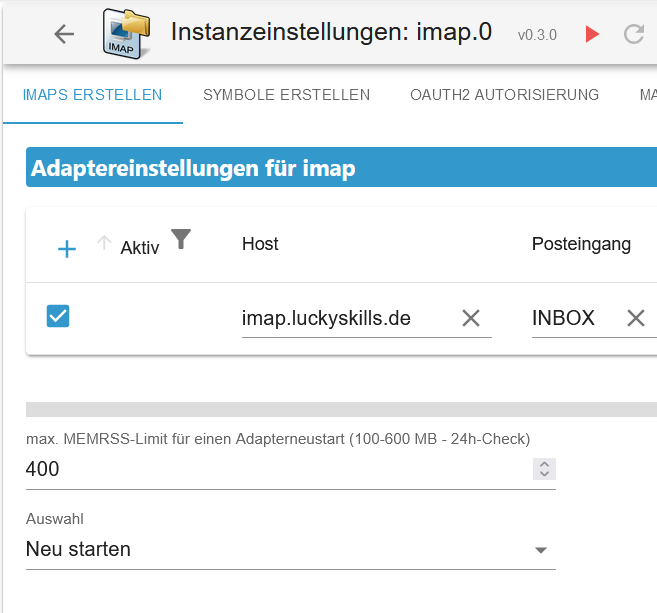 IMAP
Instanzeinstellungen: imap.0 v0.3.0
IMAPS ERSTELLEN SYMBOLE ERSTELLEN OAUTH2 AUTORISIERUNG MA
Adaptereinstellungen für imap
Aktiv Host Posteingang
imap.luckyskills.de INBOX
max. MEMRSS-Limit für einen Adapterneustart (100-600 MB - 24h-Check)
400
Auswahl
Neu starten